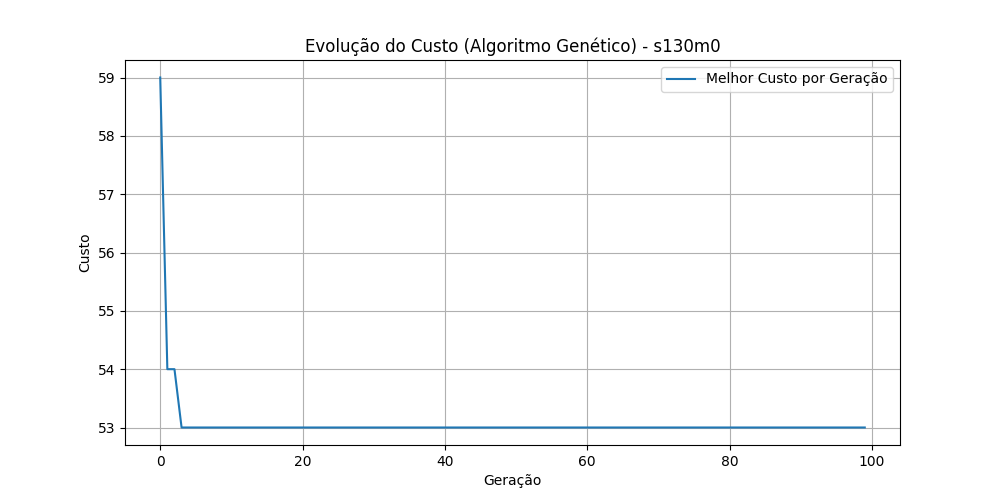 Evolução do Custo (Algoritmo Genético) - s130m0
Melhor Custo por Geração
59
58
57
56
55
54
53
Custo
0 20 40 60 80 100
Geração